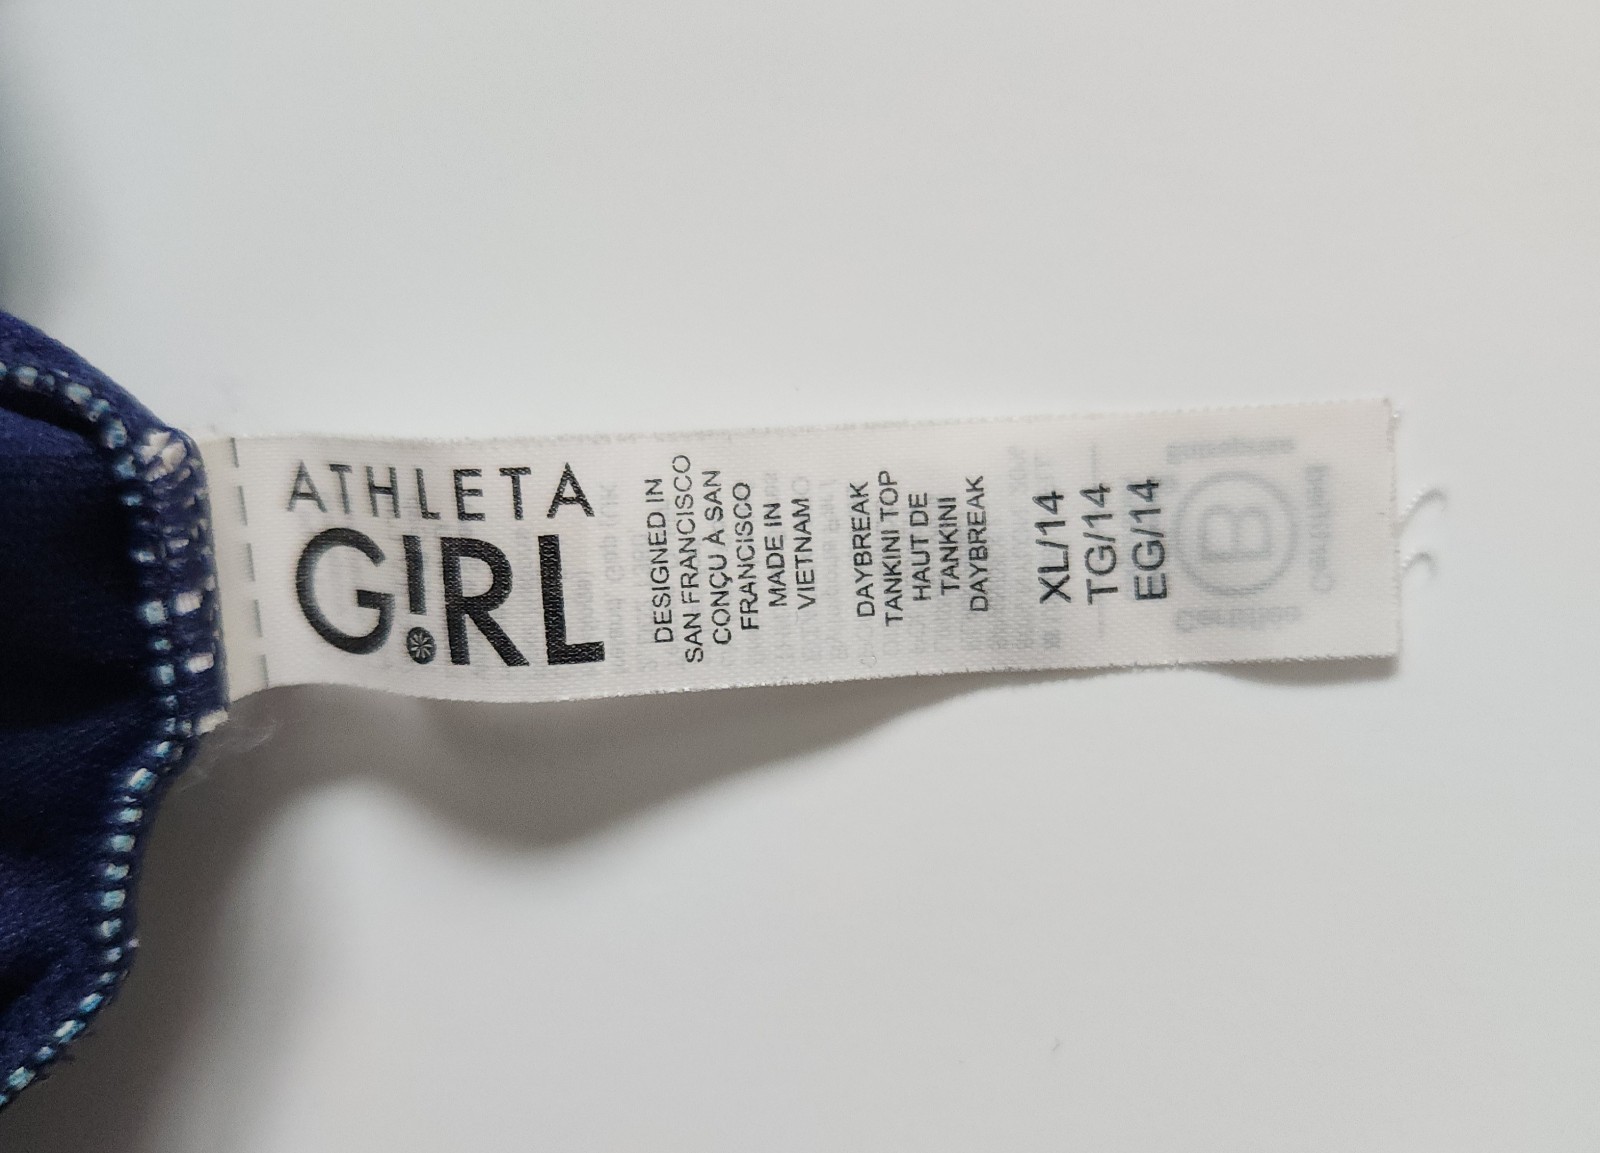 ATHLETA
G!RL
DESIGNED IN
SAN FRANCISCO
CONÇU À SAN
FRANCISCO
MADE IN
VIETNAM
DAYBREAK
TANKINI TOP
HAUT DE
TANKINI
DAYBREAK
XL/14
TG/14
EG/14
B